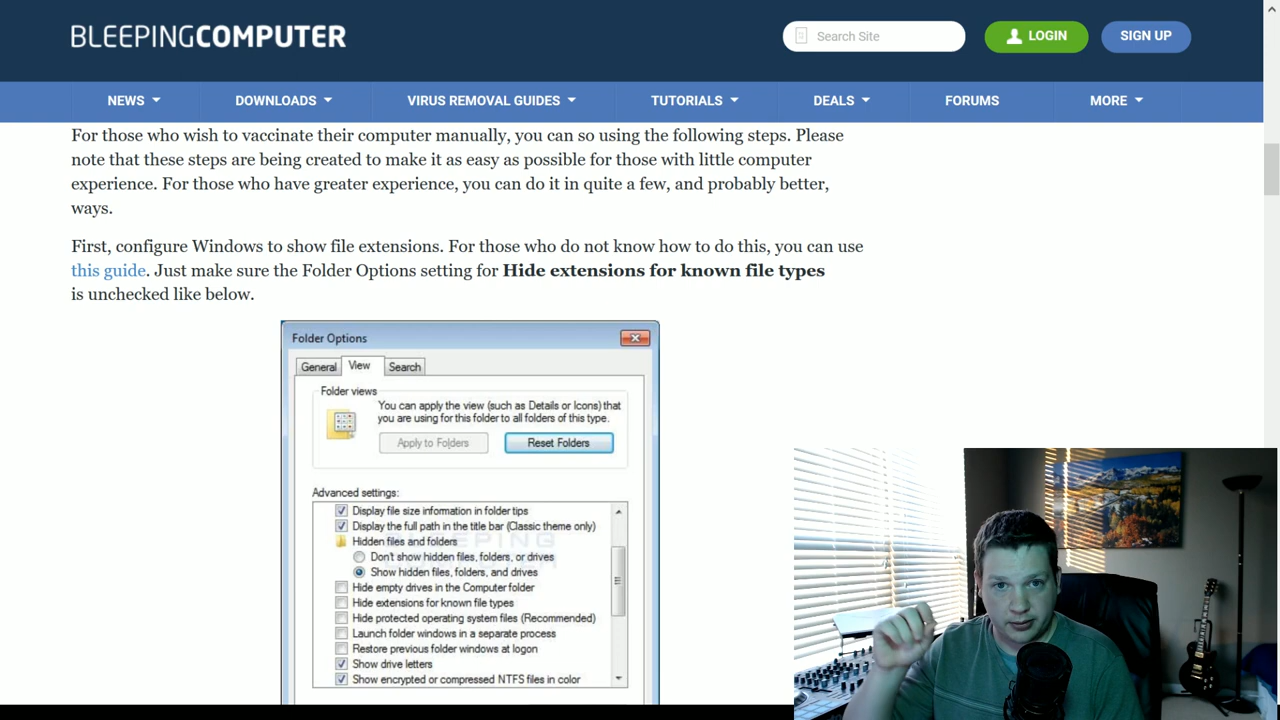 BLEEPINGCOMPUTER
Search Site
LOGIN
SIGN UP
NEWS
DOWNLOADS
VIRUS REMOVAL GUIDES
TUTORIALS
DEALS
FORUMS
MORE
For those who wish to vaccinate their computer manually, you can so using the following steps. Please
note that these steps are being created to make it as easy as possible for those with little computer
experience. For those who have greater experience, you can do it in quite a few, and probably better,
ways.
First, configure Windows to show file extensions. For those who do not know how to do this, you can use
this guide. Just make sure the Folder Options setting for Hide extensions for known file types
is unchecked like below.
Folder Options
General
View
Search
Folder views
You can apply the view (such as Details or Icons) that
you are using for this folder to all folders of this type.
Apply to Folders
Reset Folders
Advanced settings:
Display file size information in folder tips
Display the full path in the title bar (Classic theme only)
Hidden files and folders
Don't show hidden files, folders, or drives
Show hidden files, folders, and drives
Hide empty drives in the Computer folder
Hide extensions for known file types
Hide protected operating system files (Recommended)
Launch folder windows in a separate process
Restore previous folder windows at logon
Show drive letters
Show encrypted or compressed NTFS files in color